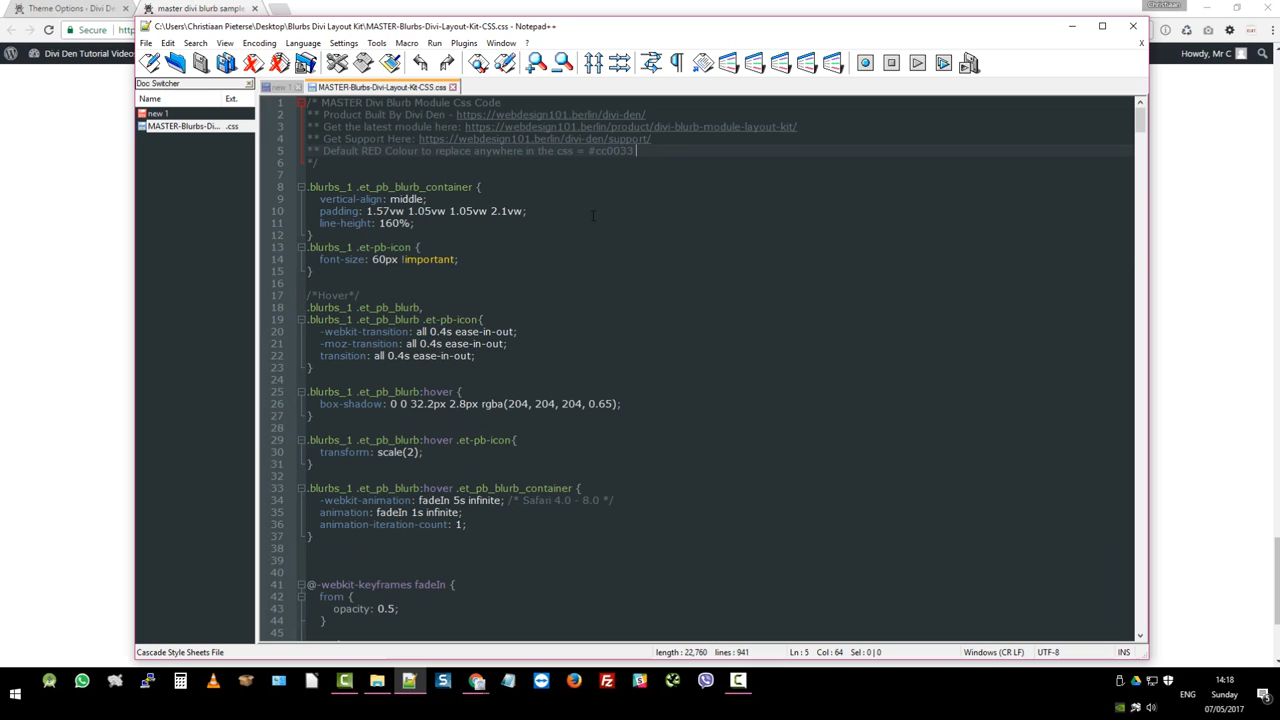 Theme Options - Divi De
master divi blurb sample
Christiaan
Secure
http
Divi Den Tutorial Video
Howdy, Mr C
C:\Users\Christiaan Pieterse\Desktop\Blurbs Divi Layout Kit\MASTER-Blurbs-Divi-Layout-Kit-CSS.css - Notepad++
File Edit Search View Encoding Language Settings Tools Macro Run Plugins Window ? X
Doc Switcher
new 1
MASTER-Blurbs-Divi-Layout-Kit-CSS.css
Name Ext.
new 1
MASTER-Blurbs-Di... .css
1 /* MASTER Divi Blurb Module Css Code
2 ** Product Built By Divi Den - https://webdesign101.berlin/divi-den/
3 ** Get the latest module here: https://webdesign101.berlin/product/divi-blurb-module-layout-kit/
4 ** Get Support Here: https://webdesign101.berlin/divi-den/support/
5 ** Default RED Colour to replace anywhere in the css = #cc0033
6 */
7
8 .blurbs_1 .et_pb_blurb_container {
9 vertical-align: middle;
10 padding: 1.57vw 1.05vw 1.05vw 2.1vw;
11 line-height: 160%;
12 }
13 .blurbs_1 .et-pb-icon {
14 font-size: 60px !important;
15 }
16
17 /*Hover*/
18 .blurbs_1 .et_pb_blurb,
19 .blurbs_1 .et_pb_blurb .et-pb-icon{
20 -webkit-transition: all 0.4s ease-in-out;
21 -moz-transition: all 0.4s ease-in-out;
22 transition: all 0.4s ease-in-out;
23 }
24
25 .blurbs_1 .et_pb_blurb:hover {
26 box-shadow: 0 0 32.2px 2.8px rgba(204, 204, 204, 0.65);
27 }
28
29 .blurbs_1 .et_pb_blurb:hover .et-pb-icon{
30 transform: scale(2);
31 }
32
33 .blurbs_1 .et_pb_blurb:hover .et_pb_blurb_container {
34 -webkit-animation: fadeIn 5s infinite; /* Safari 4.0 - 8.0 */
35 animation: fadeIn 1s infinite;
36 animation-iteration-count: 1;
37 }
38
39
40
41 @-webkit-keyframes fadeIn {
42 from {
43 opacity: 0.5;
44 }
45
Cascade Style Sheets File length : 22,760 lines : 941 Ln : 5 Col : 64 Sel : 0 | 0 Windows (CR LF) UTF-8 INS
14:18
ENG Sunday
07/05/2017